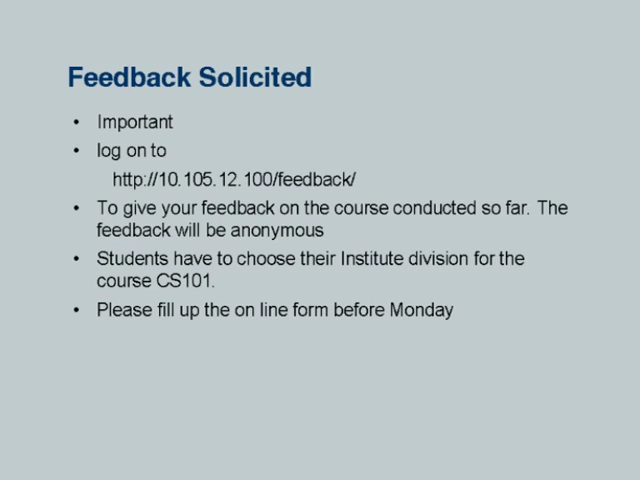 Feedback Solicited
• Important
• log on to
http://10.105.12.100/feedback/
• To give your feedback on the course conducted so far. The
feedback will be anonymous
• Students have to choose their Institute division for the
course CS101.
• Please fill up the on line form before Monday